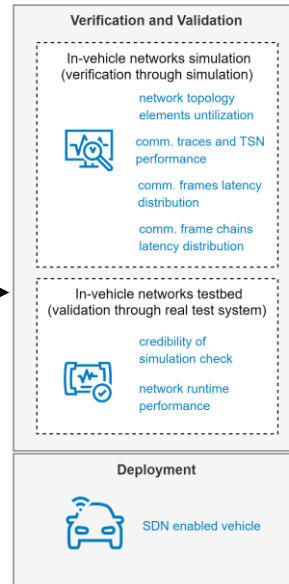 Verification and Validation
In-vehicle networks simulation
(verification through simulation)
network topology
elements untilization
comm. traces and TSN
performance
comm. frames latency
distribution
comm. frame chains
latency distribution
In-vehicle networks testbed
(validation through real test system)
credibility of
simulation check
network runtime
performance
Deployment
SDN enabled vehicle